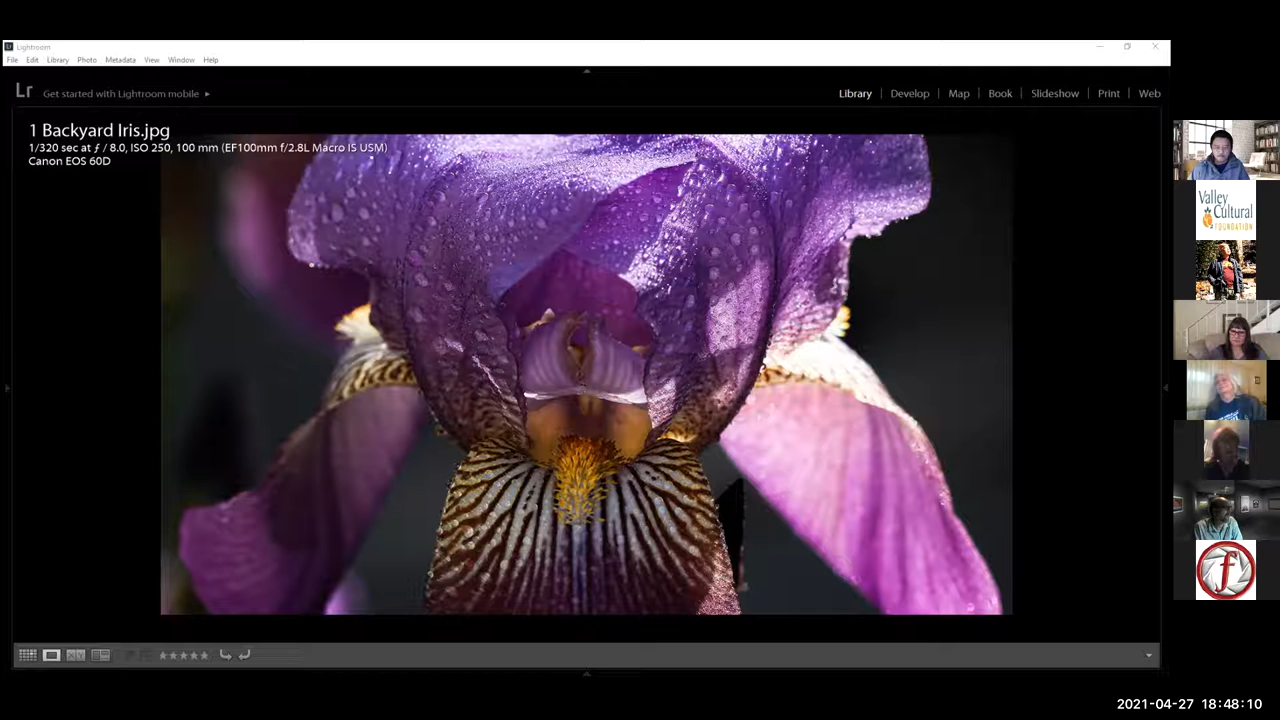 Lr Lightroom
File Edit Library Photo Metadata View Window Help
Lr Get started with Lightroom mobile ▸ Library | Develop | Map | Book | Slideshow | Print | Web
1 Backyard Iris.jpg
1/320 sec at ƒ / 8.0, ISO 250, 100 mm (EF100mm f/2.8L Macro IS USM)
Canon EOS 60D
Valley
Cultural
FOUNDATION
f
2021-04-27 18:48:10